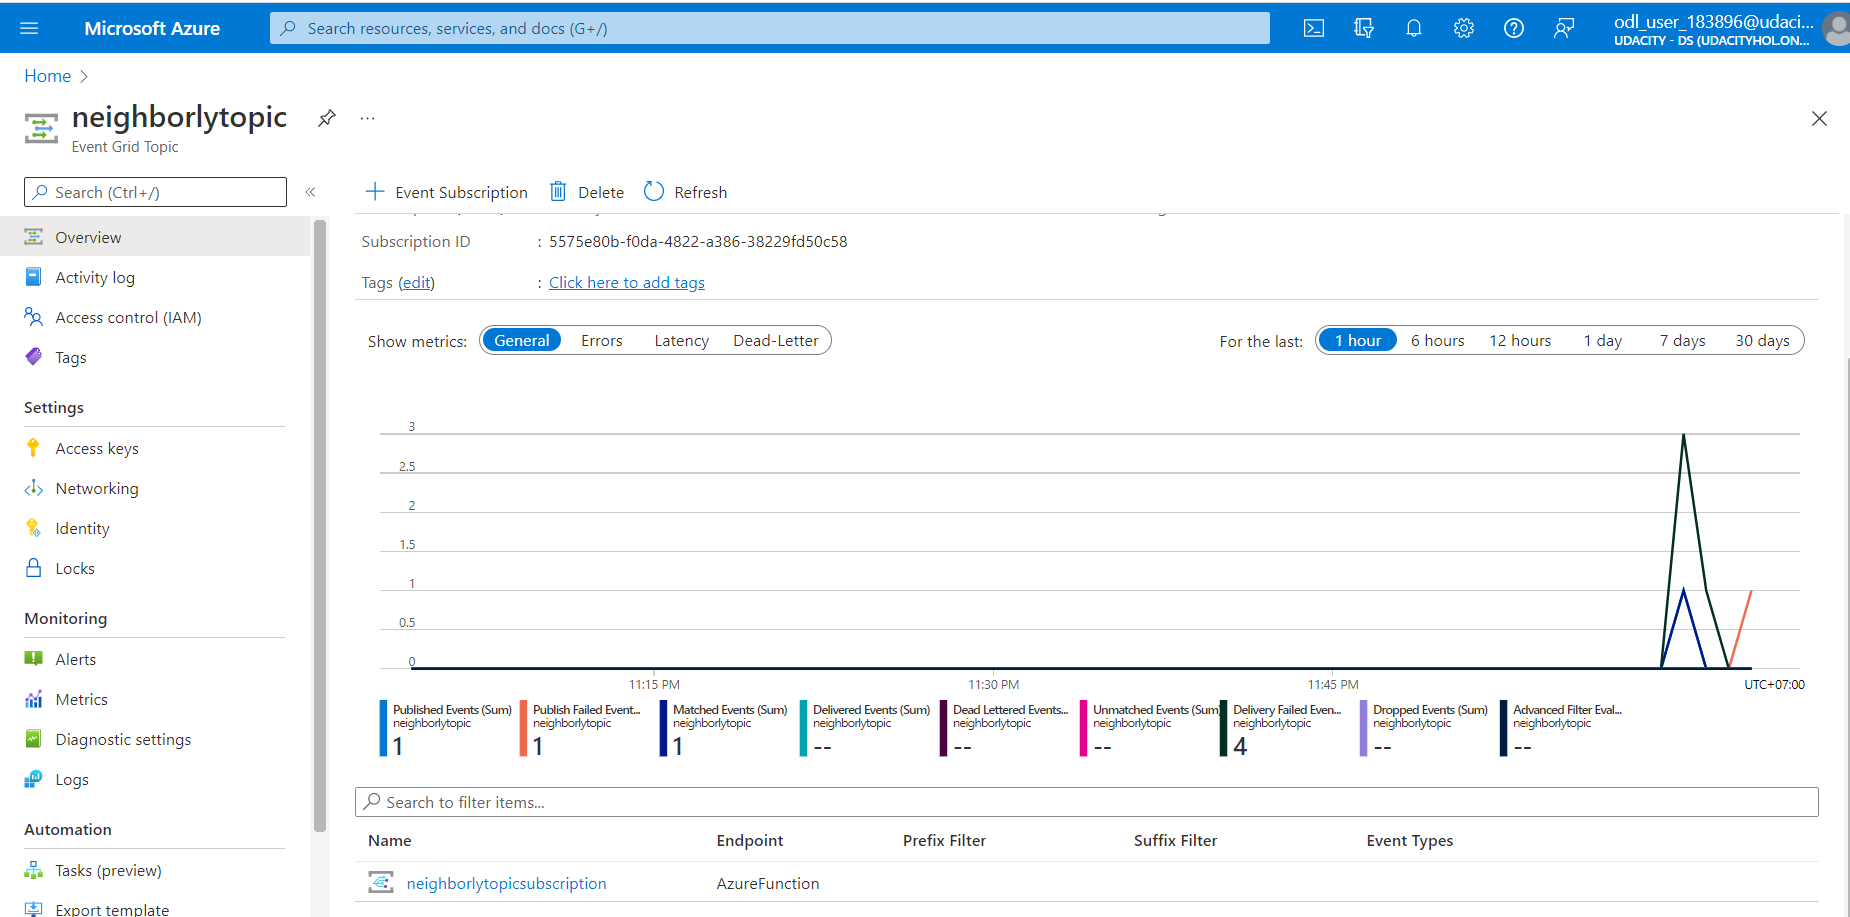 Microsoft Azure
Search resources, services, and docs (G+/)
odl_user_183896@udaci...
UDACITY - DS (UDACITYHOL.ON...
Home
neighborlytopic
...
Event Grid Topic
Search (Ctrl+/)
«
Event Subscription
Delete
Refresh
Overview
Activity log
Access control (IAM)
Tags
Settings
Access keys
Networking
Identity
Locks
Monitoring
Alerts
Metrics
Diagnostic settings
Logs
Automation
Tasks (preview)
Export template
Subscription ID : 5575e80b-f0da-4822-a386-38229fd50c58
Tags (edit) : Click here to add tags
Show metrics: General Errors Latency Dead-Letter
For the last: 1 hour 6 hours 12 hours 1 day 7 days 30 days
3
2.5
2
1.5
1
0.5
0
11:15 PM 11:30 PM 11:45 PM UTC+07:00
Published Events (Sum)
neighborlytopic
1
Publish Failed Event...
neighborlytopic
1
Matched Events (Sum)
neighborlytopic
1
Delivered Events (Sum)
neighborlytopic
--
Dead Lettered Events...
neighborlytopic
--
Unmatched Events (Sum)
neighborlytopic
--
Delivery Failed Even...
neighborlytopic
4
Dropped Events (Sum)
neighborlytopic
--
Advanced Filter Eval...
neighborlytopic
--
Search to filter items...
Name Endpoint Prefix Filter Suffix Filter Event Types
neighborlytopicsubscription AzureFunction